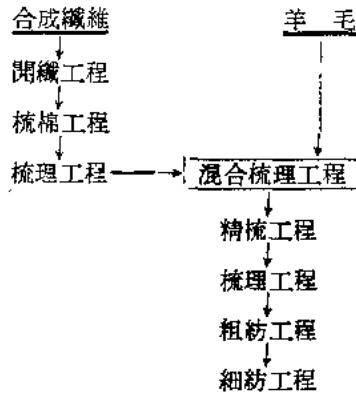 合成纖維
羊　毛
開纖工程
梳棉工程
梳理工程
混合梳理工程
精梳工程
梳理工程
粗紡工程
細紡工程